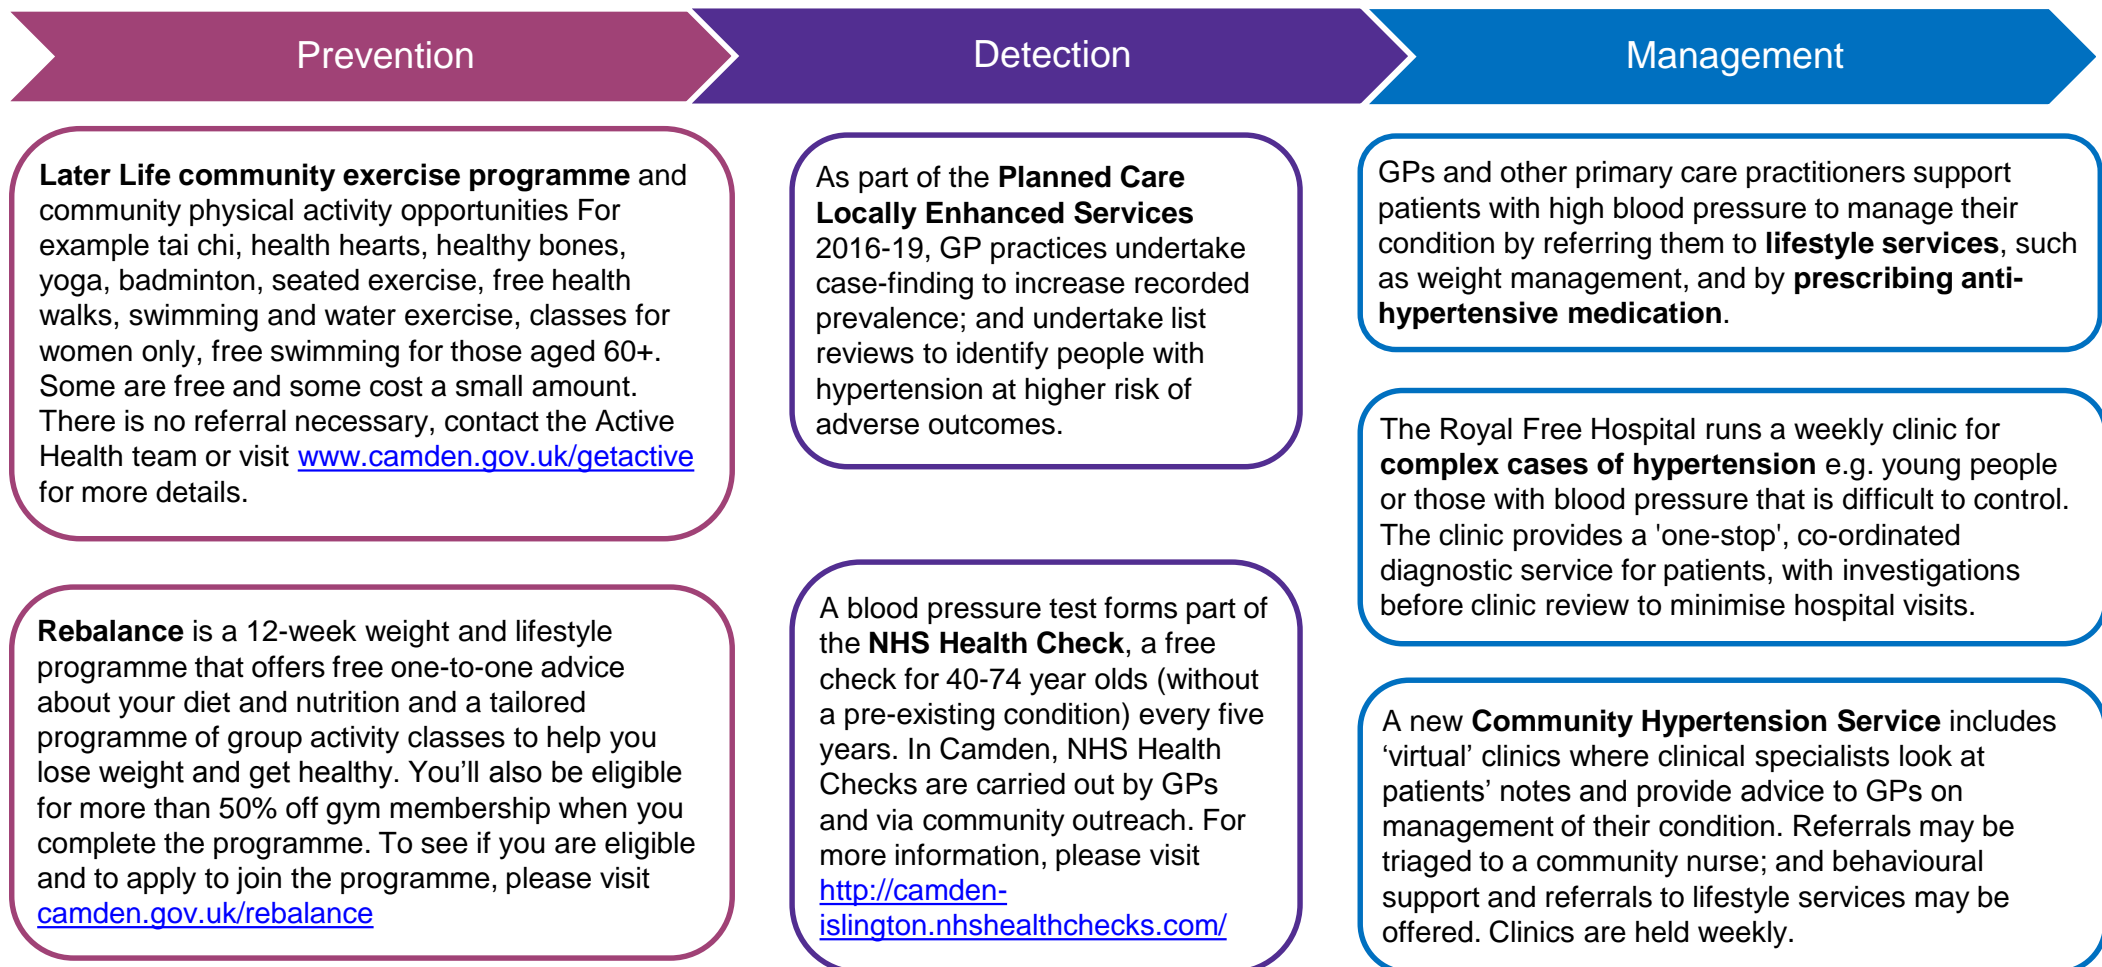 Prevention
Detection
Management
Later Life community exercise programme and
community physical activity opportunities For
example tai chi, health hearts, healthy bones,
yoga, badminton, seated exercise, free health
walks, swimming and water exercise, classes for
women only, free swimming for those aged 60+.
Some are free and some cost a small amount.
There is no referral necessary, contact the Active
Health team or visit www.camden.gov.uk/getactive
for more details.
Rebalance is a 12-week weight and lifestyle
programme that offers free one-to-one advice
about your diet and nutrition and a tailored
programme of group activity classes to help you
lose weight and get healthy. You’ll also be eligible
for more than 50% off gym membership when you
complete the programme. To see if you are eligible
and to apply to join the programme, please visit
camden.gov.uk/rebalance
As part of the Planned Care
Locally Enhanced Services
2016-19, GP practices undertake
case-finding to increase recorded
prevalence; and undertake list
reviews to identify people with
hypertension at higher risk of
adverse outcomes.
A blood pressure test forms part of
the NHS Health Check, a free
check for 40-74 year olds (without
a pre-existing condition) every five
years. In Camden, NHS Health
Checks are carried out by GPs
and via community outreach. For
more information, please visit
http://camden-
islington.nhshealthchecks.com/
GPs and other primary care practitioners support
patients with high blood pressure to manage their
condition by referring them to lifestyle services, such
as weight management, and by prescribing anti-
hypertensive medication.
The Royal Free Hospital runs a weekly clinic for
complex cases of hypertension e.g. young people
or those with blood pressure that is difficult to control.
The clinic provides a 'one-stop', co-ordinated
diagnostic service for patients, with investigations
before clinic review to minimise hospital visits.
A new Community Hypertension Service includes
‘virtual’ clinics where clinical specialists look at
patients’ notes and provide advice to GPs on
management of their condition. Referrals may be
triaged to a community nurse; and behavioural
support and referrals to lifestyle services may be
offered. Clinics are held weekly.